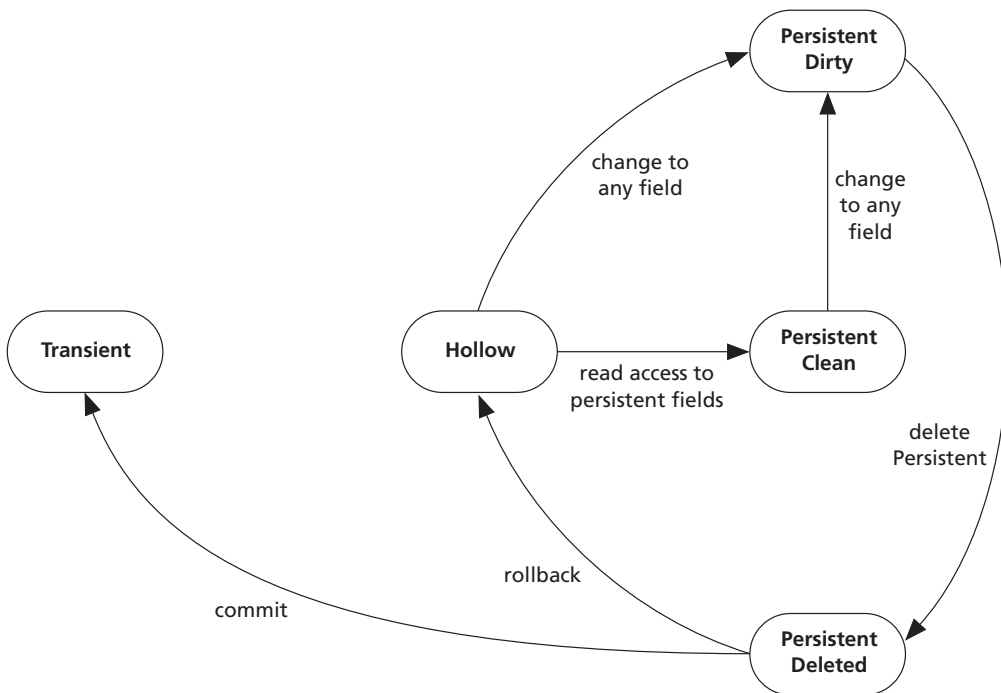 Persistent
Dirty
change to
any field
change
to any
field
Transient
Hollow
Persistent
Clean
read access to
persistent fields
delete
Persistent
rollback
commit
Persistent
Deleted